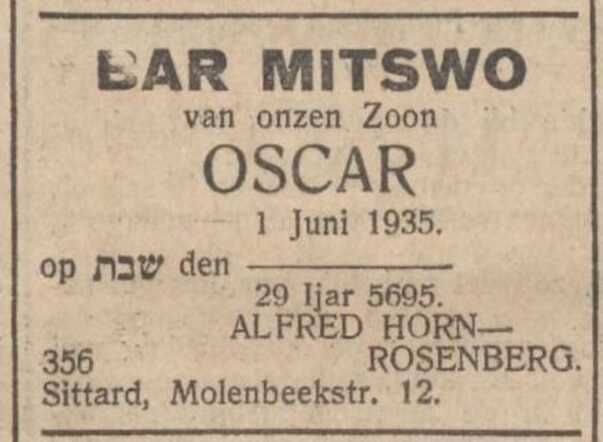 BAR MITSWO
van onzen Zoon
OSCAR
1 Juni 1935.
op שבת den
29 Ijar 5695.
ALFRED HORN—
356 ROSENBERG.
Sittard, Molenbeekstr. 12.